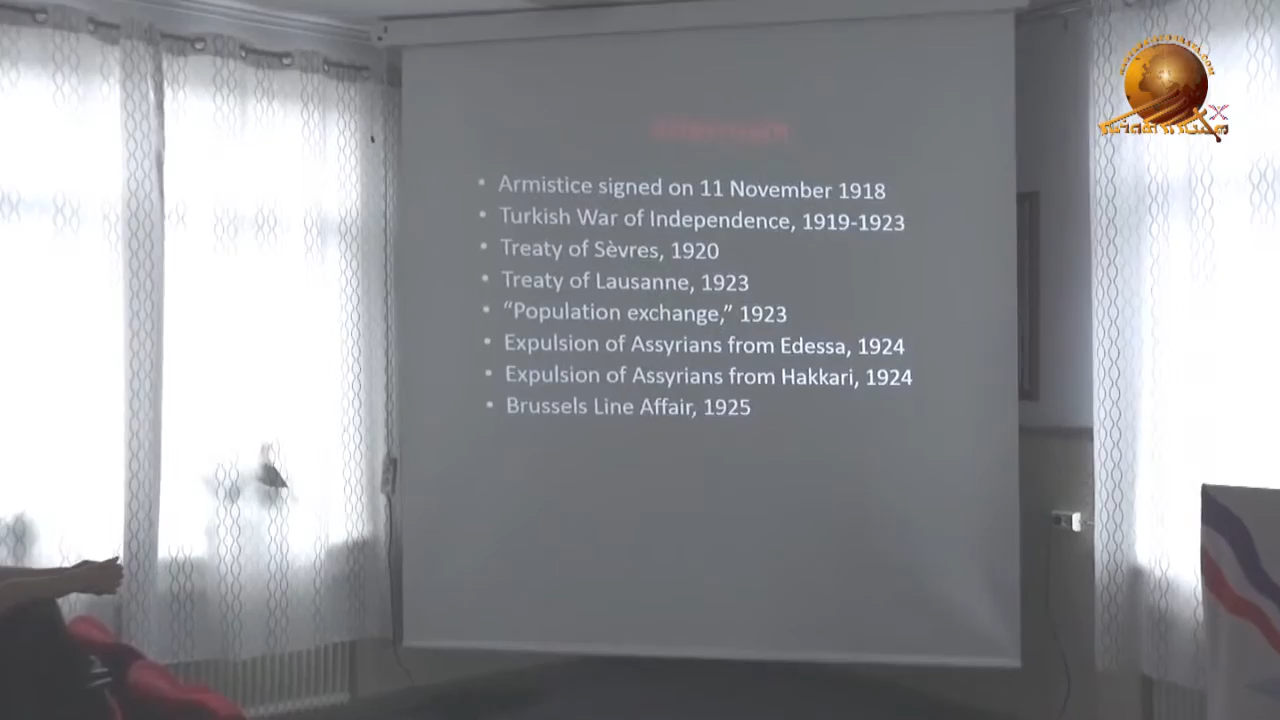 • Armistice signed on 11 November 1918
• Turkish War of Independence, 1919-1923
• Treaty of Sèvres, 1920
• Treaty of Lausanne, 1923
• “Population exchange,” 1923
• Expulsion of Assyrians from Edessa, 1924
• Expulsion of Assyrians from Hakkari, 1924
• Brussels Line Affair, 1925